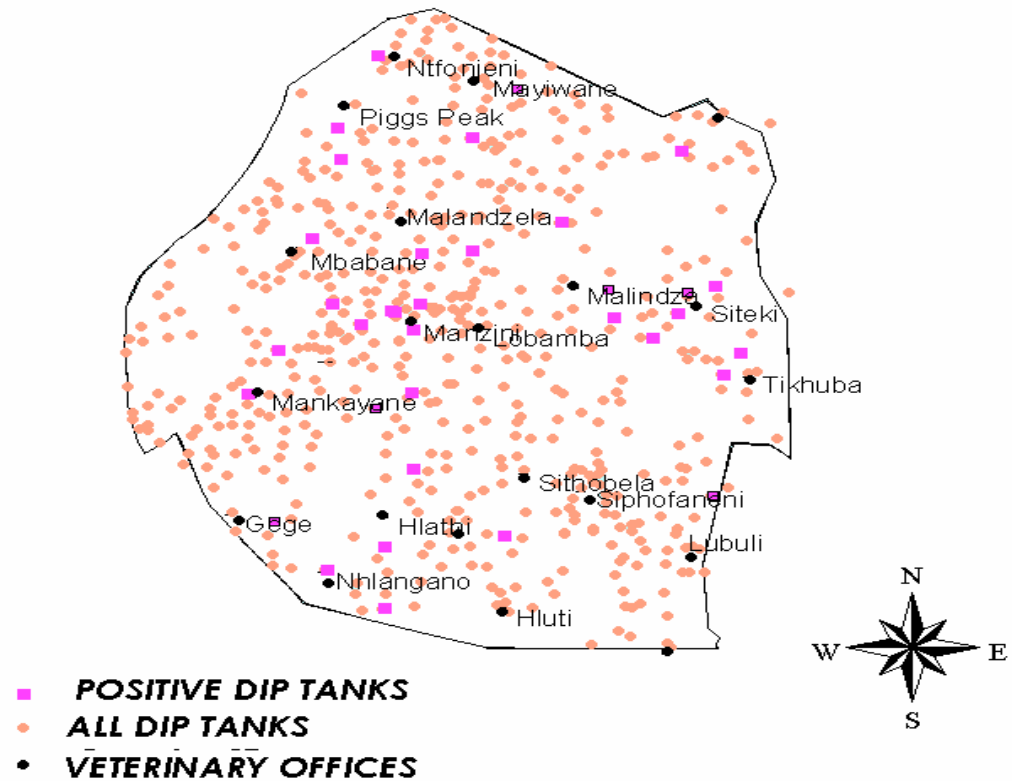 Ntfonjeni
Mayiwane
Piggs Peak
Malandzela
Mbabane
Malindza
Siteki
Manzini
Lobamba
Tikhuba
Mankayane
Sithobela
Siphofaneni
Gege
Hlathi
Lubuli
Nhlangano
Hluti
N
W
E
S
POSITIVE DIP TANKS
ALL DIP TANKS
VETERINARY OFFICES